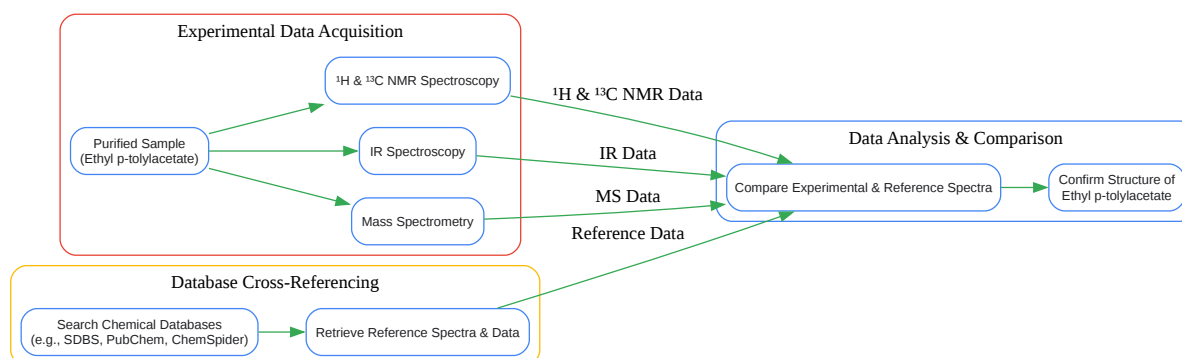 Experimental Data Acquisition
¹H & ¹³C NMR Spectroscopy
Purified Sample
(Ethyl p-tolylacetate)
IR Spectroscopy
Mass Spectrometry
¹H & ¹³C NMR Data
IR Data
MS Data
Reference Data
Data Analysis & Comparison
Compare Experimental & Reference Spectra
Confirm Structure of
Ethyl p-tolylacetate
Database Cross-Referencing
Search Chemical Databases
(e.g., SDBS, PubChem, ChemSpider)
Retrieve Reference Spectra & Data